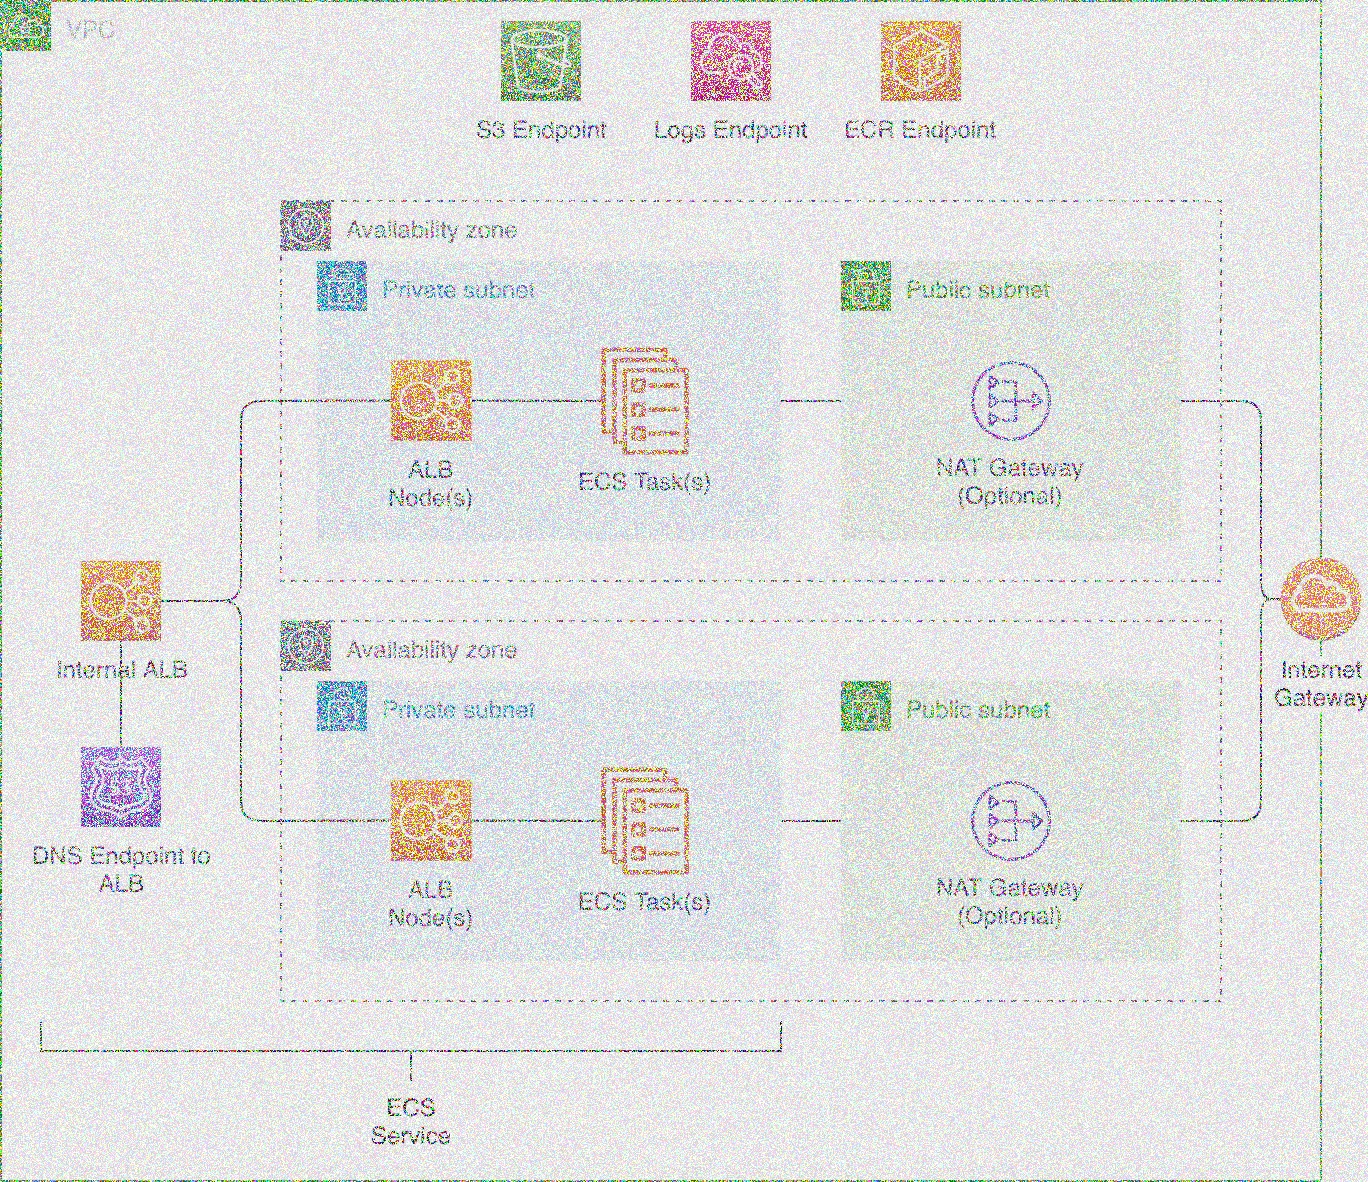 VPC
S3 Endpoint
Logs Endpoint
ECR Endpoint
Availability zone
Private subnet
Public subnet
ALB
Node(s)
ECS Task(s)
NAT Gateway
(Optional)
Internal ALB
DNS Endpoint to
ALB
Availability zone
Private subnet
Public subnet
ALB
Node(s)
ECS Task(s)
NAT Gateway
(Optional)
Internet
Gateway
ECS
Service